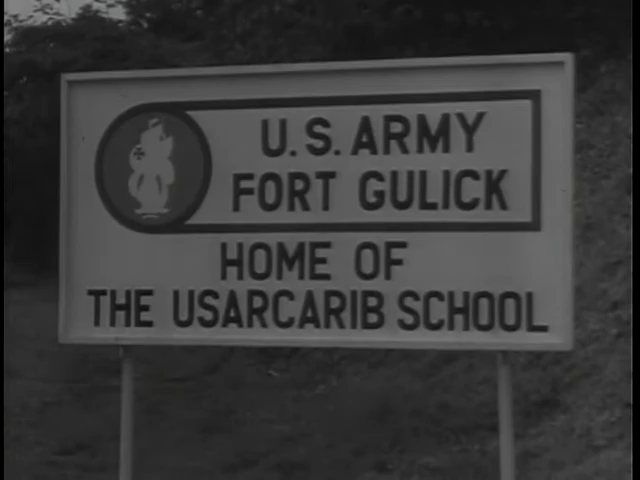 U.S. ARMY
FORT GULICK
HOME OF
THE USARCARIB SCHOOL